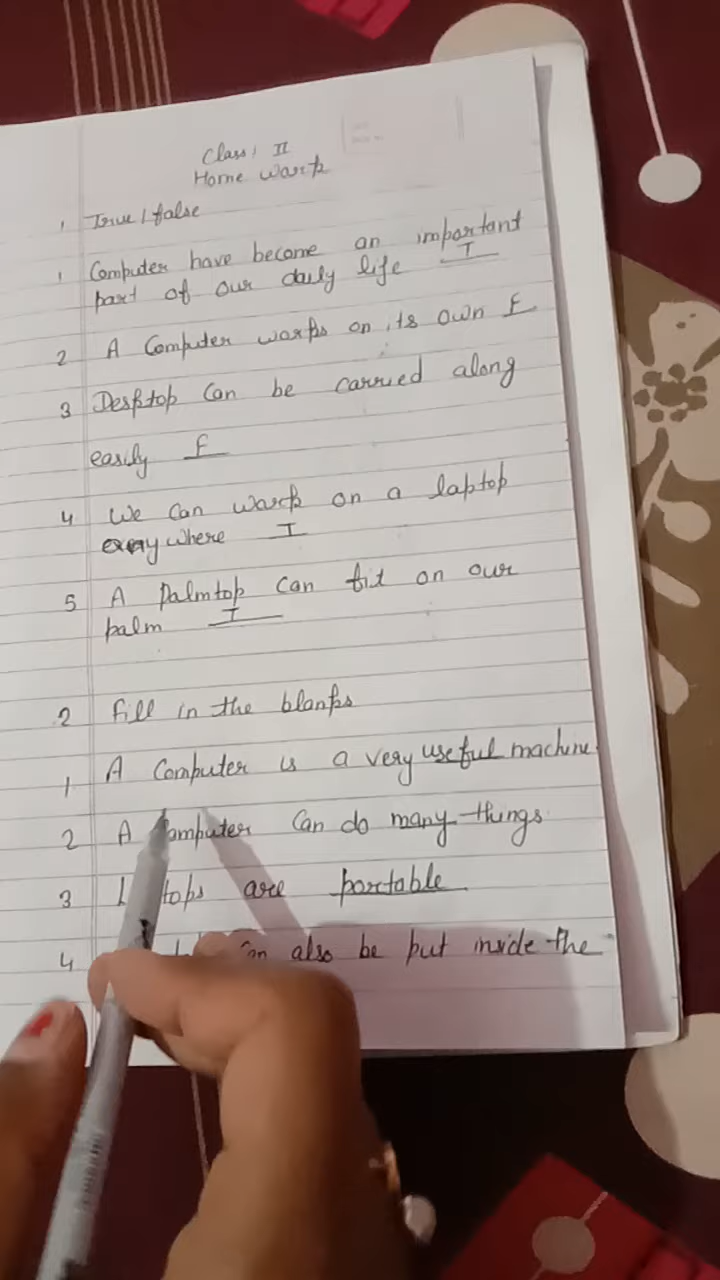 Class: II
Home work
1 True / false
1 Computer have become an important
part of our daily life T
2 A Computer works on its own F
3 Desktop can be carried along
easily F
4 We can work on a laptop
everywhere T
5 A Palmtop can fit on our
palm T
2 fill in the blanks
1 A Computer is a very useful machine
2 A Computer can do many things
3 are portable
4 also be put inside the